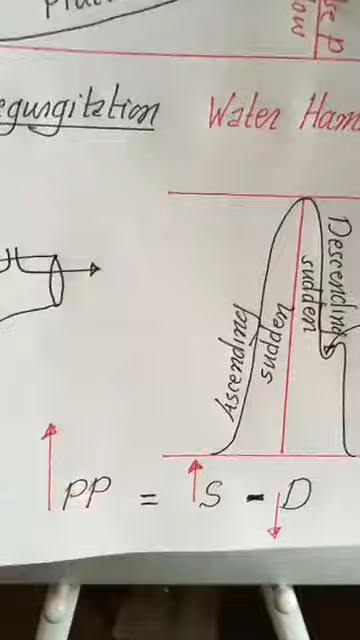 egurgitation Water Ham
Ascending
sudden
Descending
sudden
PP = S - D